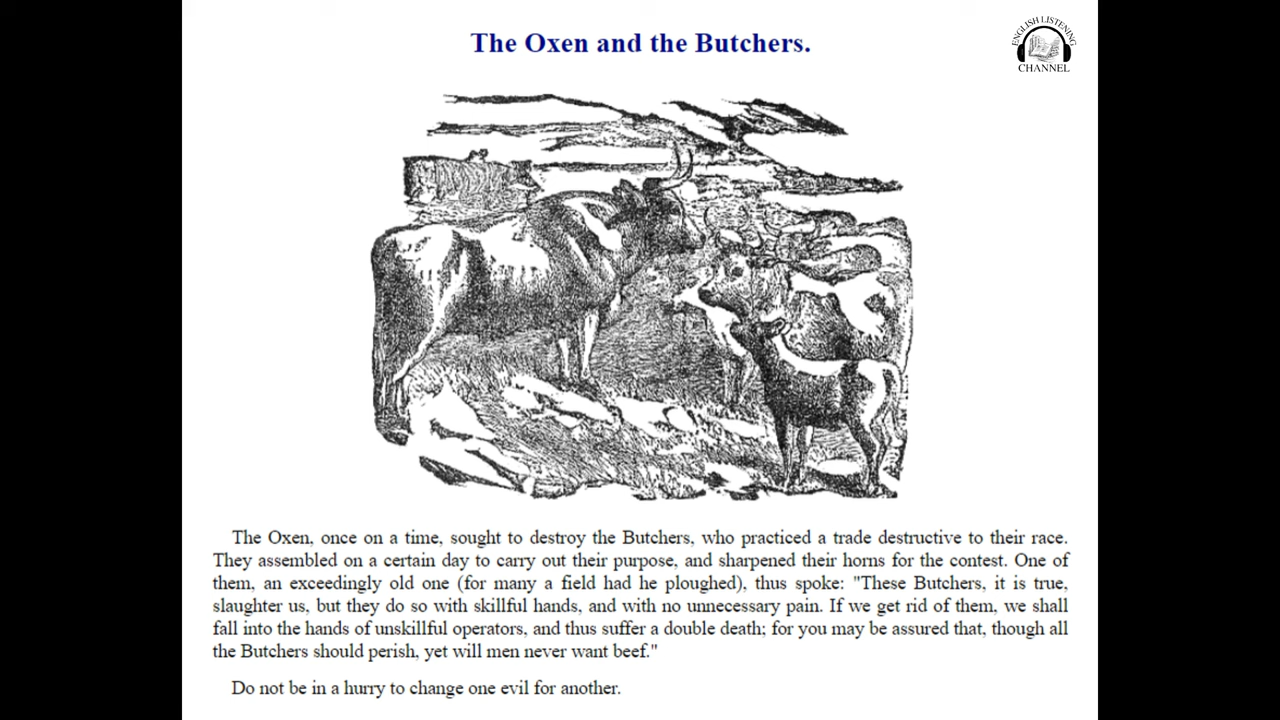 The Oxen and the Butchers.
ENGLISH LISTENING
CHANNEL
The Oxen, once on a time, sought to destroy the Butchers, who practiced a trade destructive to their race.
They assembled on a certain day to carry out their purpose, and sharpened their horns for the contest. One of
them, an exceedingly old one (for many a field had he ploughed), thus spoke: "These Butchers, it is true,
slaughter us, but they do so with skillful hands, and with no unnecessary pain. If we get rid of them, we shall
fall into the hands of unskillful operators, and thus suffer a double death; for you may be assured that, though all
the Butchers should perish, yet will men never want beef."
Do not be in a hurry to change one evil for another.